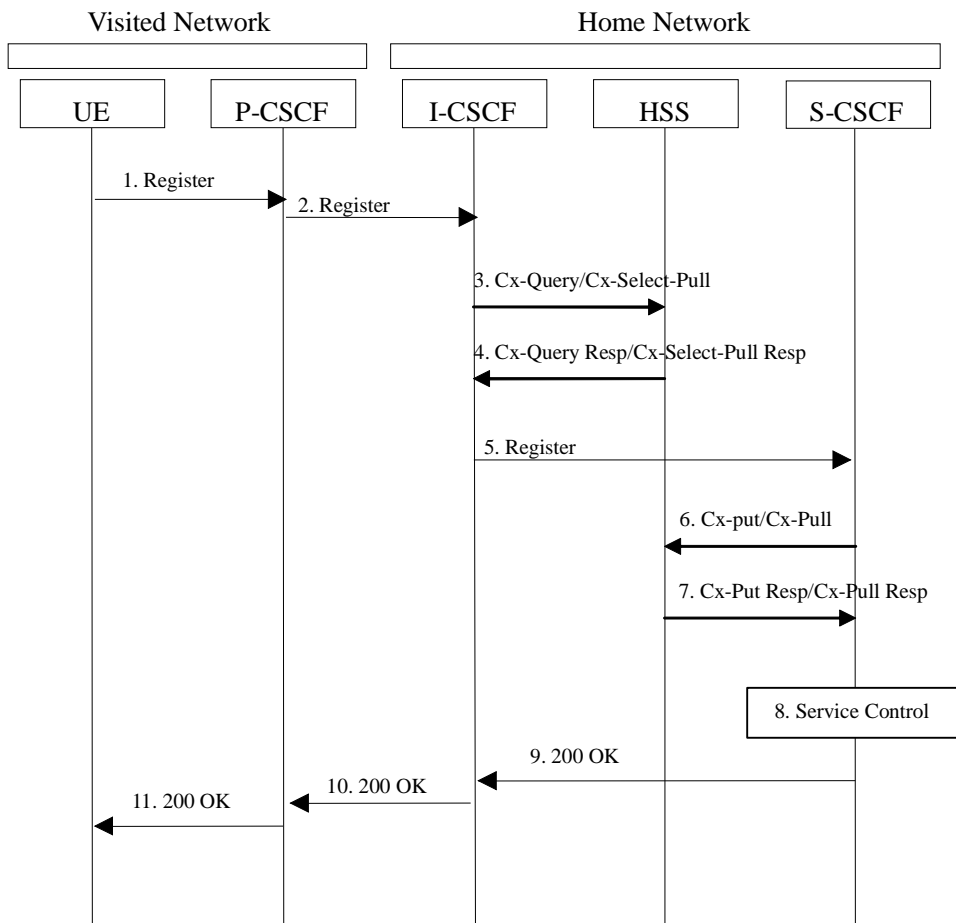 Visited Network
Home Network
UE
P-CSCF
I-CSCF
HSS
S-CSCF
1. Register
2. Register
3. Cx-Query/Cx-Select-Pull
4. Cx-Query Resp/Cx-Select-Pull Resp
5. Register
6. Cx-put/Cx-Pull
7. Cx-Put Resp/Cx-Pull Resp
8. Service Control
9. 200 OK
10. 200 OK
11. 200 OK